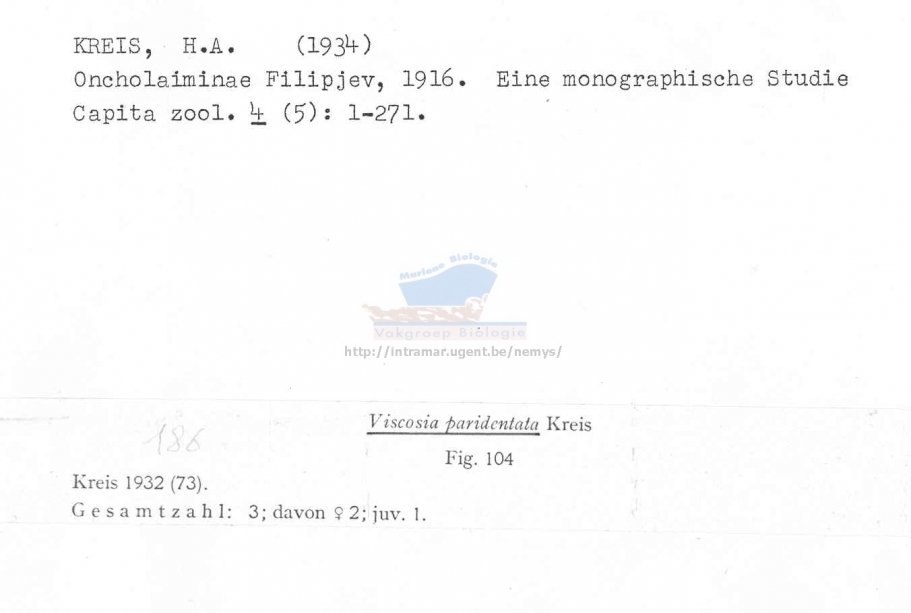 KREIS, H.A. (1934)
Oncholaiminae Filipjev, 1916. Eine monographische Studie
Capita zool. 4 (5): 1-271.
Mariene Biologie
Vakgroep Biologie
http://intramar.ugent.be/nemys/
186
Viscosia paridentata Kreis
Fig. 104
Kreis 1932 (73).
Gesamtzahl: 3; davon ♀ 2; juv. 1.